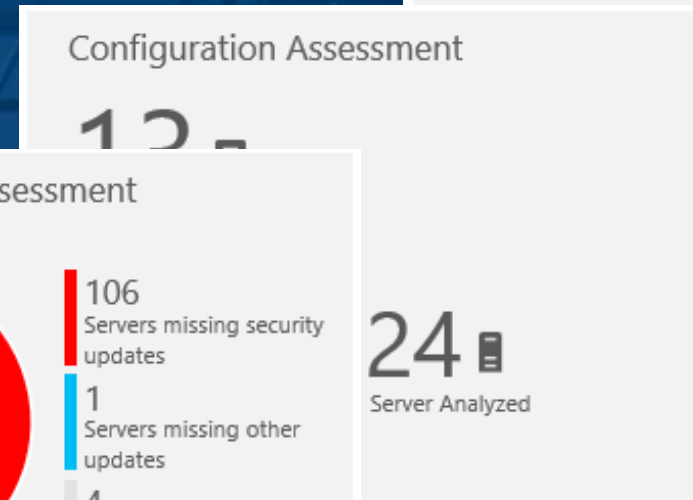 Configuration Assessment
sessment
106
Servers missing security
updates
1
Servers missing other
updates
24
Server Analyzed